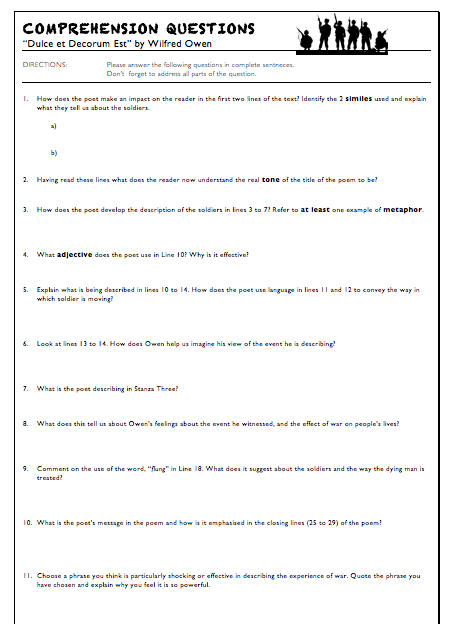 COMPREHENSION QUESTIONS
"Dulce et Decorum Est" by Wilfred Owen
DIRECTIONS: Please answer the following questions in complete sentneces.
Don't forget to address all parts of the question.
1. How does the poet make an impact on the reader in the first two lines of the text? Identify the 2 similes used and explain
what they tell us about the soldiers.
a)
b)
2. Having read these lines what does the reader now understand the real tone of the title of the poem to be?
3. How does the poet develop the description of the soldiers in lines 3 to 7? Refer to at least one example of metaphor.
4. What adjective does the poet use in Line 10? Why is it effective?
5. Explain what is being described in lines 10 to 14. How does the poet use language in lines 11 and 12 to convey the way in
which soldier is moving?
6. Look at lines 13 to 14. How does Owen help us imagine his view of the event he is describing?
7. What is the poet describing in Stanza Three?
8. What does this tell us about Owen's feelings about the event he witnessed, and the effect of war on people's lives?
9. Comment on the use of the word, "flung" in Line 18. What does it suggest about the soldiers and the way the dying man is
treated?
10. What is the poet's message in the poem and how is it emphasised in the closing lines (25 to 29) of the poem?
11. Choose a phrase you think is particularly shocking or effective in describing the experience of war. Quote the phrase you
have chosen and explain why you feel it is so powerful.